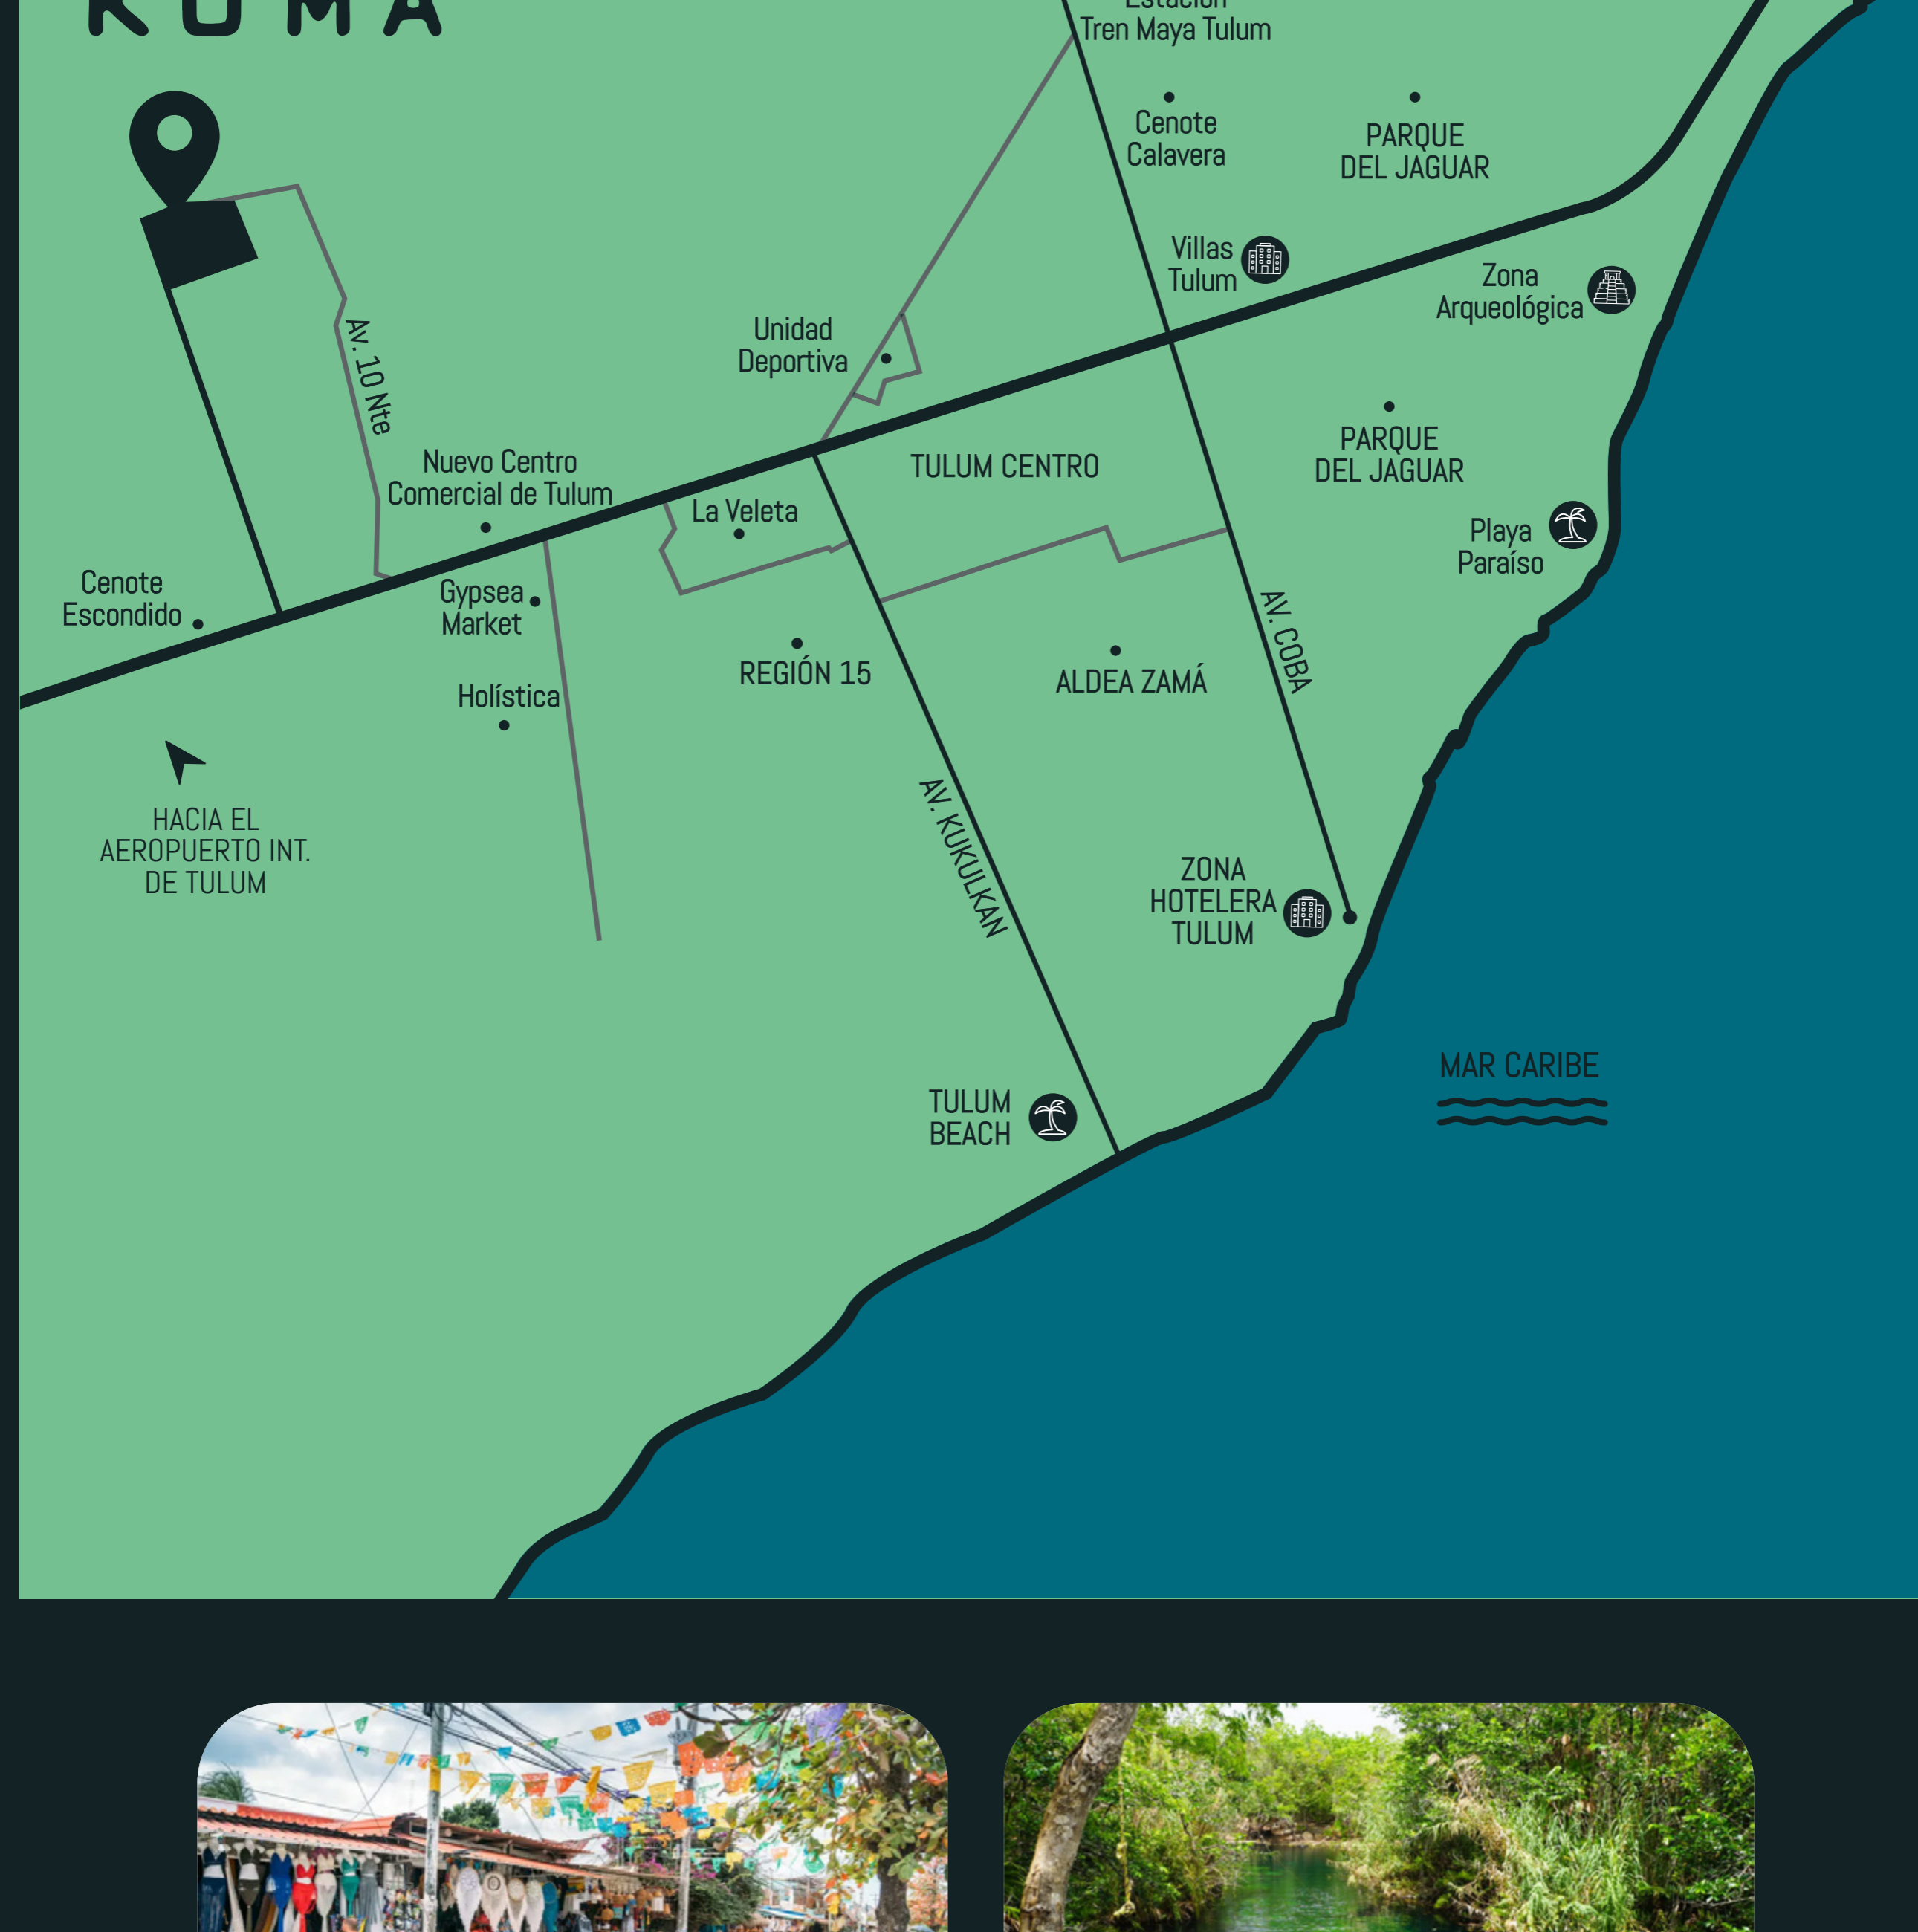 Estación
Tren Maya Tulum
Cenote
Calavera
PARQUE
DEL JAGUAR
Villas
Tulum
Zona
Arqueológica
Unidad
Deportiva
Av. 10 Nte
Nuevo Centro
Comercial de Tulum
TULUM CENTRO
PARQUE
DEL JAGUAR
La Veleta
Playa
Paraíso
Cenote
Escondido
Gypsea
Market
AV. COBA
REGIÓN 15
ALDEA ZAMÁ
Holística
HACIA EL
AEROPUERTO INT.
DE TULUM
AV. KUKULKAN
ZONA
HOTELERA
TULUM
MAR CARIBE
TULUM
BEACH